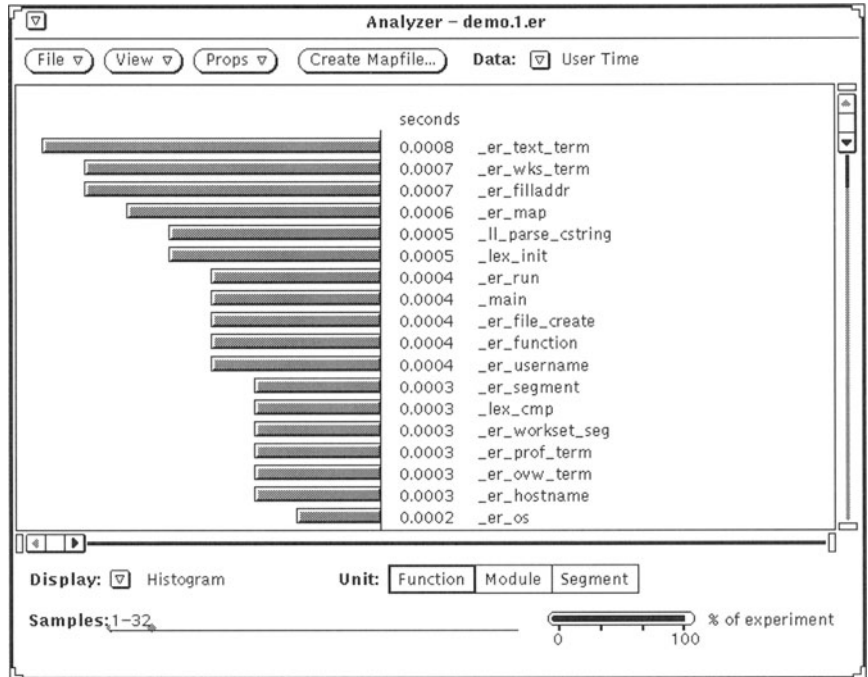 Analyzer – demo.1.er
File View Props Create Mapfile... Data: User Time
seconds
0.0008 _er_text_term
0.0007 _er_wks_term
0.0007 _er_filladdr
0.0006 _er_map
0.0005 _ll_parse_cstring
0.0005 _lex_init
0.0004 _er_run
0.0004 _main
0.0004 _er_file_create
0.0004 _er_function
0.0004 _er_username
0.0003 _er_segment
0.0003 _lex_cmp
0.0003 _er_workset_seg
0.0003 _er_prof_term
0.0003 _er_ovw_term
0.0003 _er_hostname
0.0002 _er_os
Display: Histogram Unit: Function Module Segment
Samples: 1–32 % of experiment
0 100